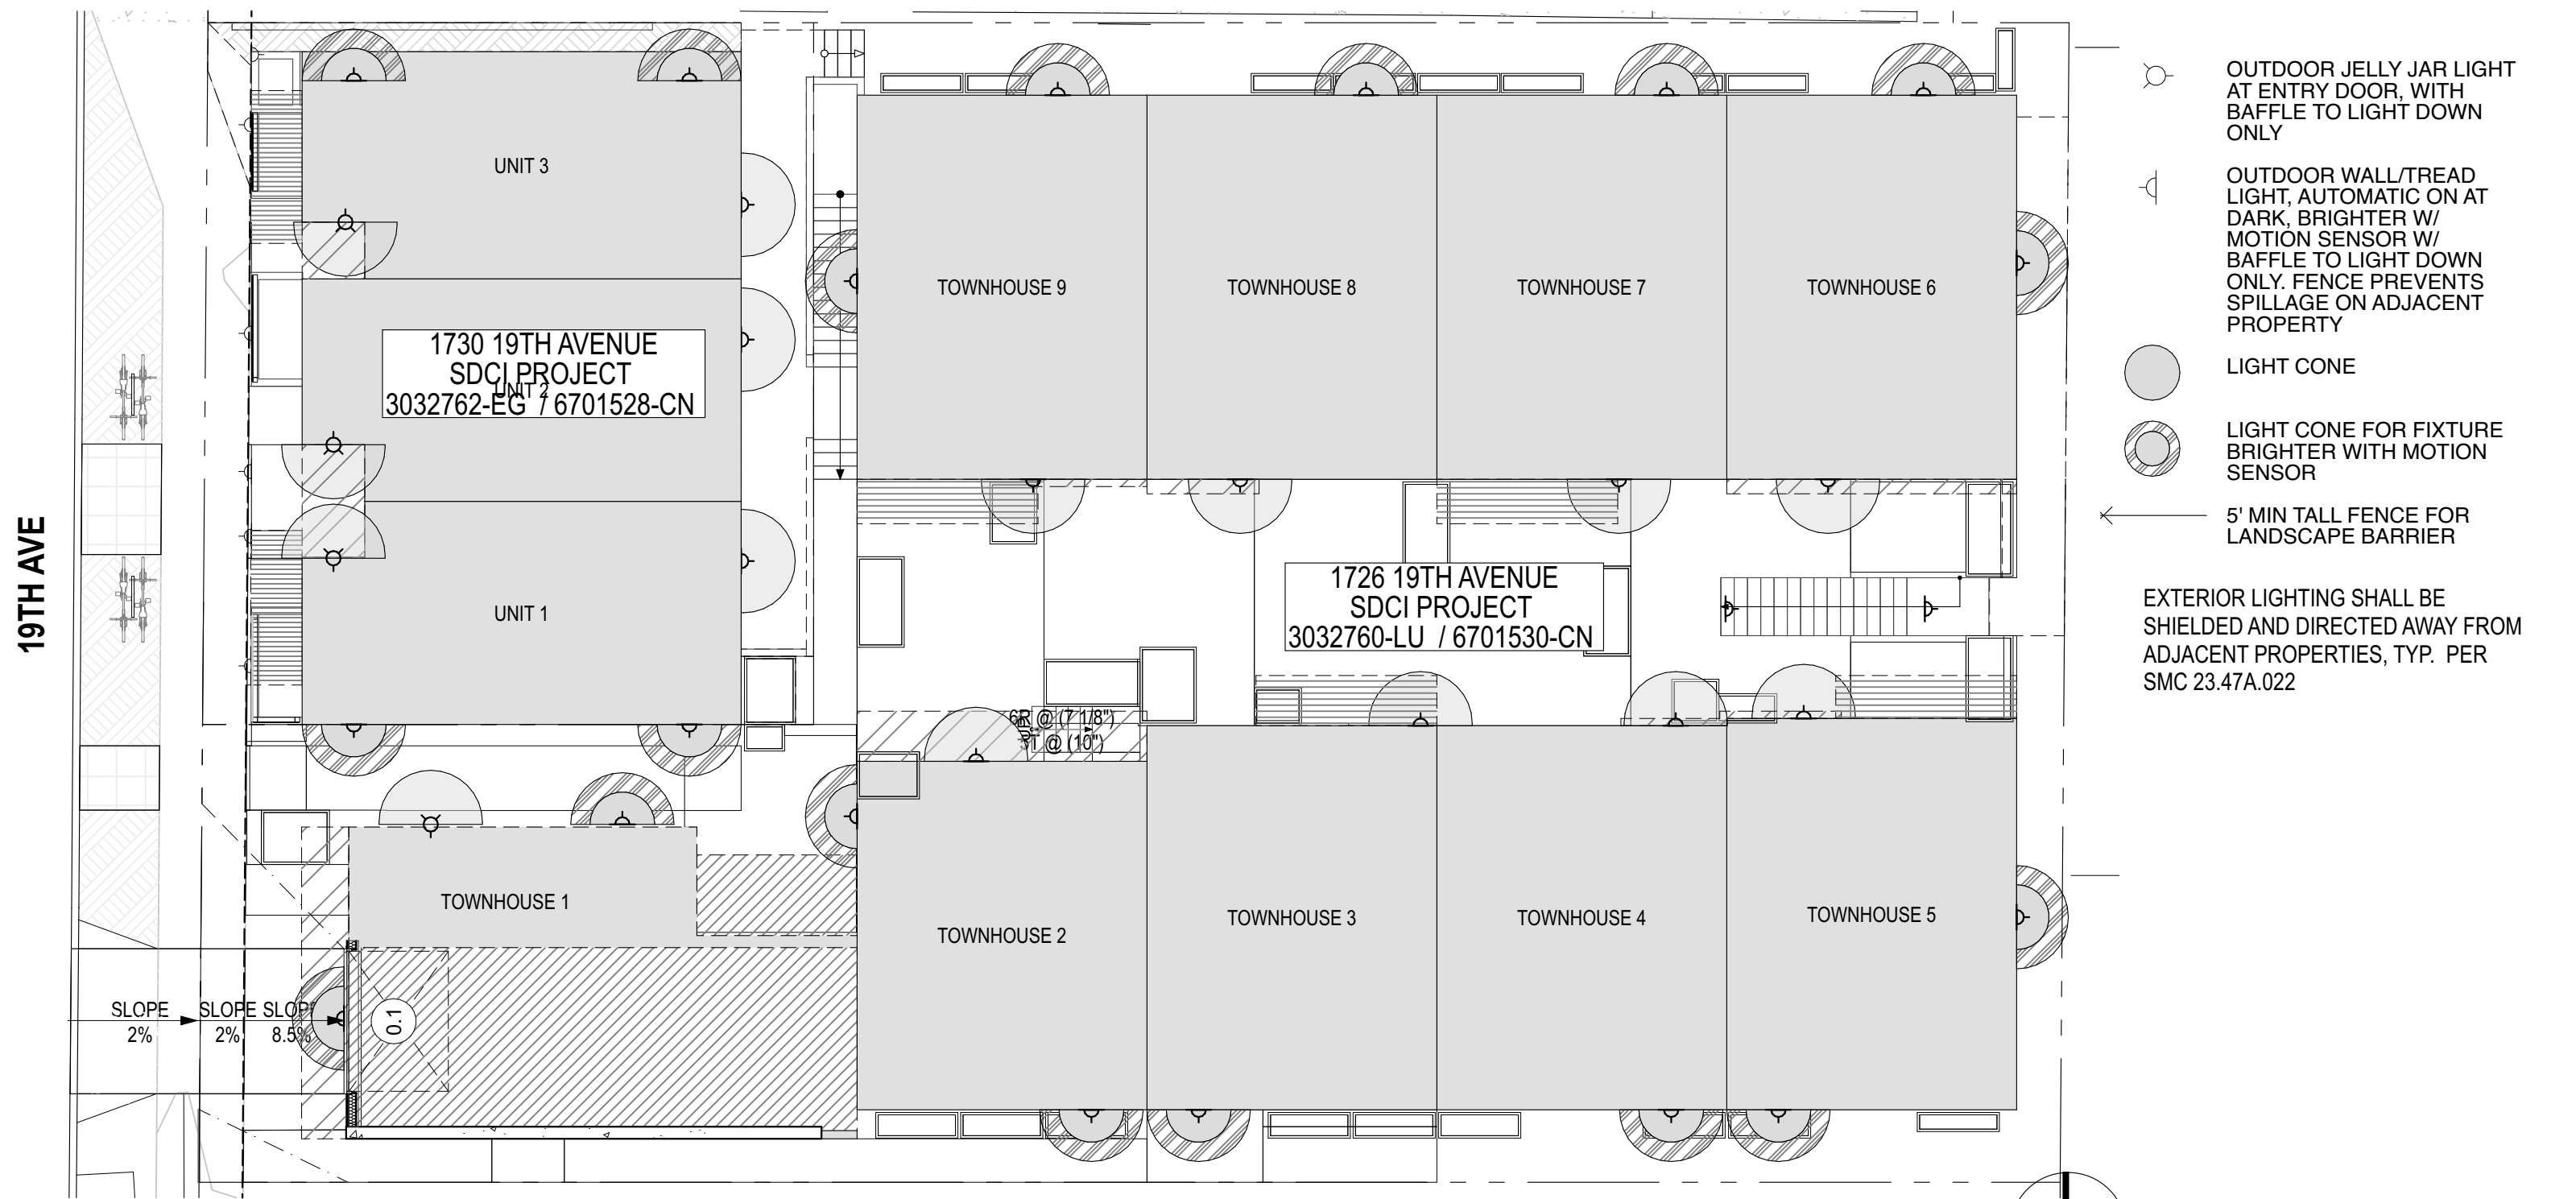 UNIT 3
TOWNHOUSE 9
TOWNHOUSE 8
TOWNHOUSE 7
TOWNHOUSE 6
1730 19TH AVENUE
SDCI PROJECT
UNIT 2
3032762-EG / 6701528-CN
19TH AVE
UNIT 1
1726 19TH AVENUE
SDCI PROJECT
3032760-LU / 6701530-CN
6R @ (7 1/8")
@ (10")
TOWNHOUSE 1
TOWNHOUSE 2
TOWNHOUSE 3
TOWNHOUSE 4
TOWNHOUSE 5
SLOPE
2%
SLOPE
2%
SLOPE
8.5%
0.1
OUTDOOR JELLY JAR LIGHT
AT ENTRY DOOR, WITH
BAFFLE TO LIGHT DOWN
ONLY
OUTDOOR WALL/TREAD
LIGHT, AUTOMATIC ON AT
DARK, BRIGHTER W/
MOTION SENSOR W/
BAFFLE TO LIGHT DOWN
ONLY. FENCE PREVENTS
SPILLAGE ON ADJACENT
PROPERTY
LIGHT CONE
LIGHT CONE FOR FIXTURE
BRIGHTER WITH MOTION
SENSOR
5' MIN TALL FENCE FOR
LANDSCAPE BARRIER
EXTERIOR LIGHTING SHALL BE
SHIELDED AND DIRECTED AWAY FROM
ADJACENT PROPERTIES, TYP. PER
SMC 23.47A.022